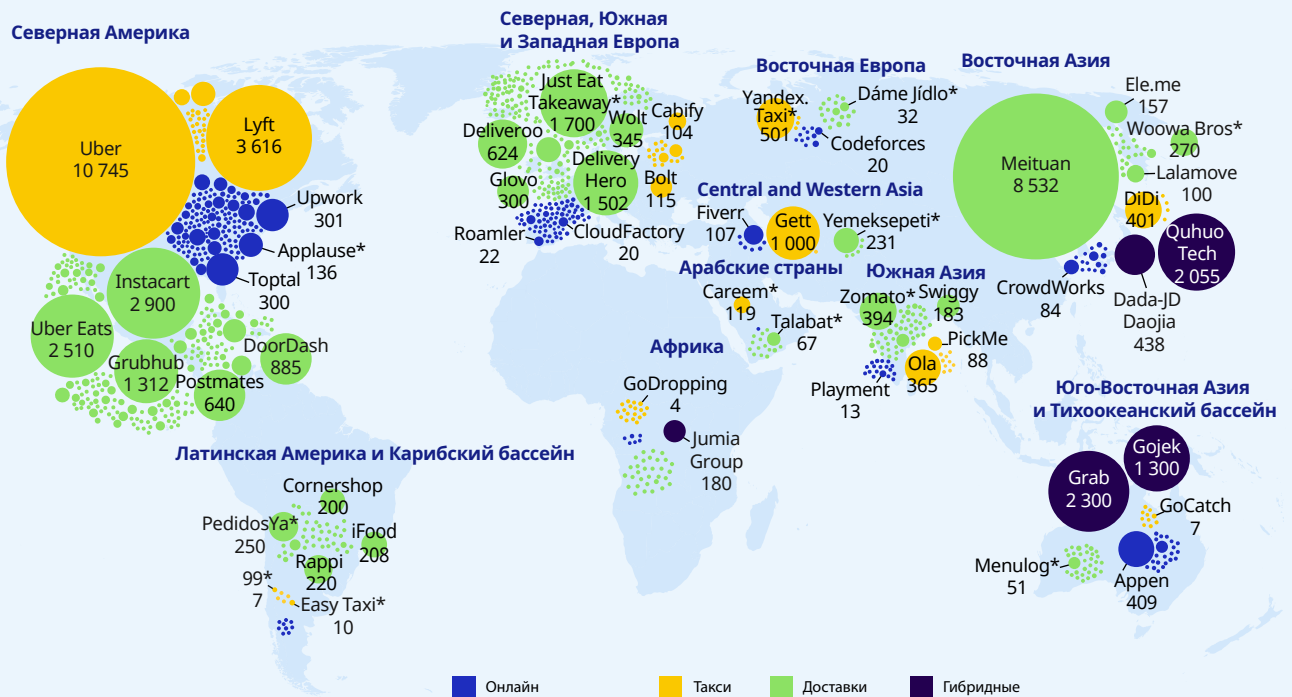 Северная Америка
Uber
10 745
Lyft
3 616
Upwork
301
Applause*
136
Toptal
300
Instacart
2 900
Uber Eats
2 510
Grubhub
1 312
DoorDash
885
Postmates
640
Северная, Южная
и Западная Европа
Just Eat
Takeaway*
1 700
Wolt
345
Cabify
104
Deliveroo
624
Delivery
Hero
1 502
Bolt
115
Glovo
300
Roamler
22
CloudFactory
20
Восточная Европа
Yandex.
Taxi*
501
Dáme Jídlo*
32
Codeforces
20
Central and Western Asia
Fiverr
107
Gett
1 000
Yemeksepeti*
231
Арабские страны
Careem*
119
Talabat*
67
Южная Азия
Zomato*
394
Swiggy
183
PickMe
88
Ola
365
Playment
13
Восточная Азия
Ele.me
157
Woowa Bros*
270
Meituan
8 532
Lalamove
100
DiDi
401
Quhuo
Tech
2 055
CrowdWorks
84
Dada-JD
Daojia
438
Африка
GoDropping
4
Jumia
Group
180
Латинская Америка и Карибский бассейн
Cornershop
200
PedidosYa*
250
iFood
208
Rappi
220
99*
7
Easy Taxi*
10
Юго-Восточная Азия
и Тихоокеанский бассейн
Gojek
1 300
Grab
2 300
GoCatch
7
Menulog*
51
Appen
409
Онлайн
Такси
Доставки
Гибридные